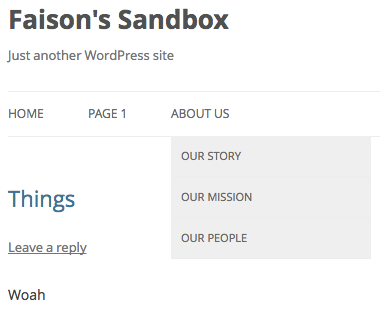 Faison's Sandbox
Just another WordPress site
HOME PAGE 1 ABOUT US
OUR STORY
OUR MISSION
OUR PEOPLE
Things
Leave a reply
Woah